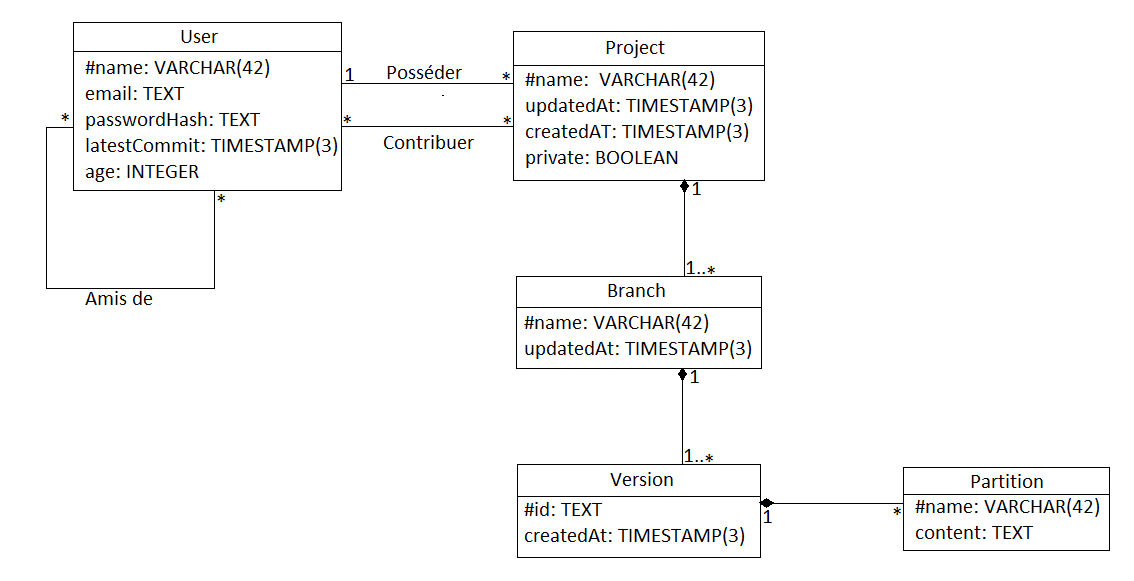 User
#name: VARCHAR(42)
email: TEXT
passwordHash: TEXT
latestCommit: TIMESTAMP(3)
age: INTEGER
1 Posséder *
* Contribuer *
Project
#name: VARCHAR(42)
updatedAt: TIMESTAMP(3)
createdAT: TIMESTAMP(3)
private: BOOLEAN
*
*
Amis de
1
1..*
Branch
#name: VARCHAR(42)
updatedAt: TIMESTAMP(3)
1
1..*
Version
#id: TEXT
createdAt: TIMESTAMP(3)
1 *
Partition
#name: VARCHAR(42)
content: TEXT